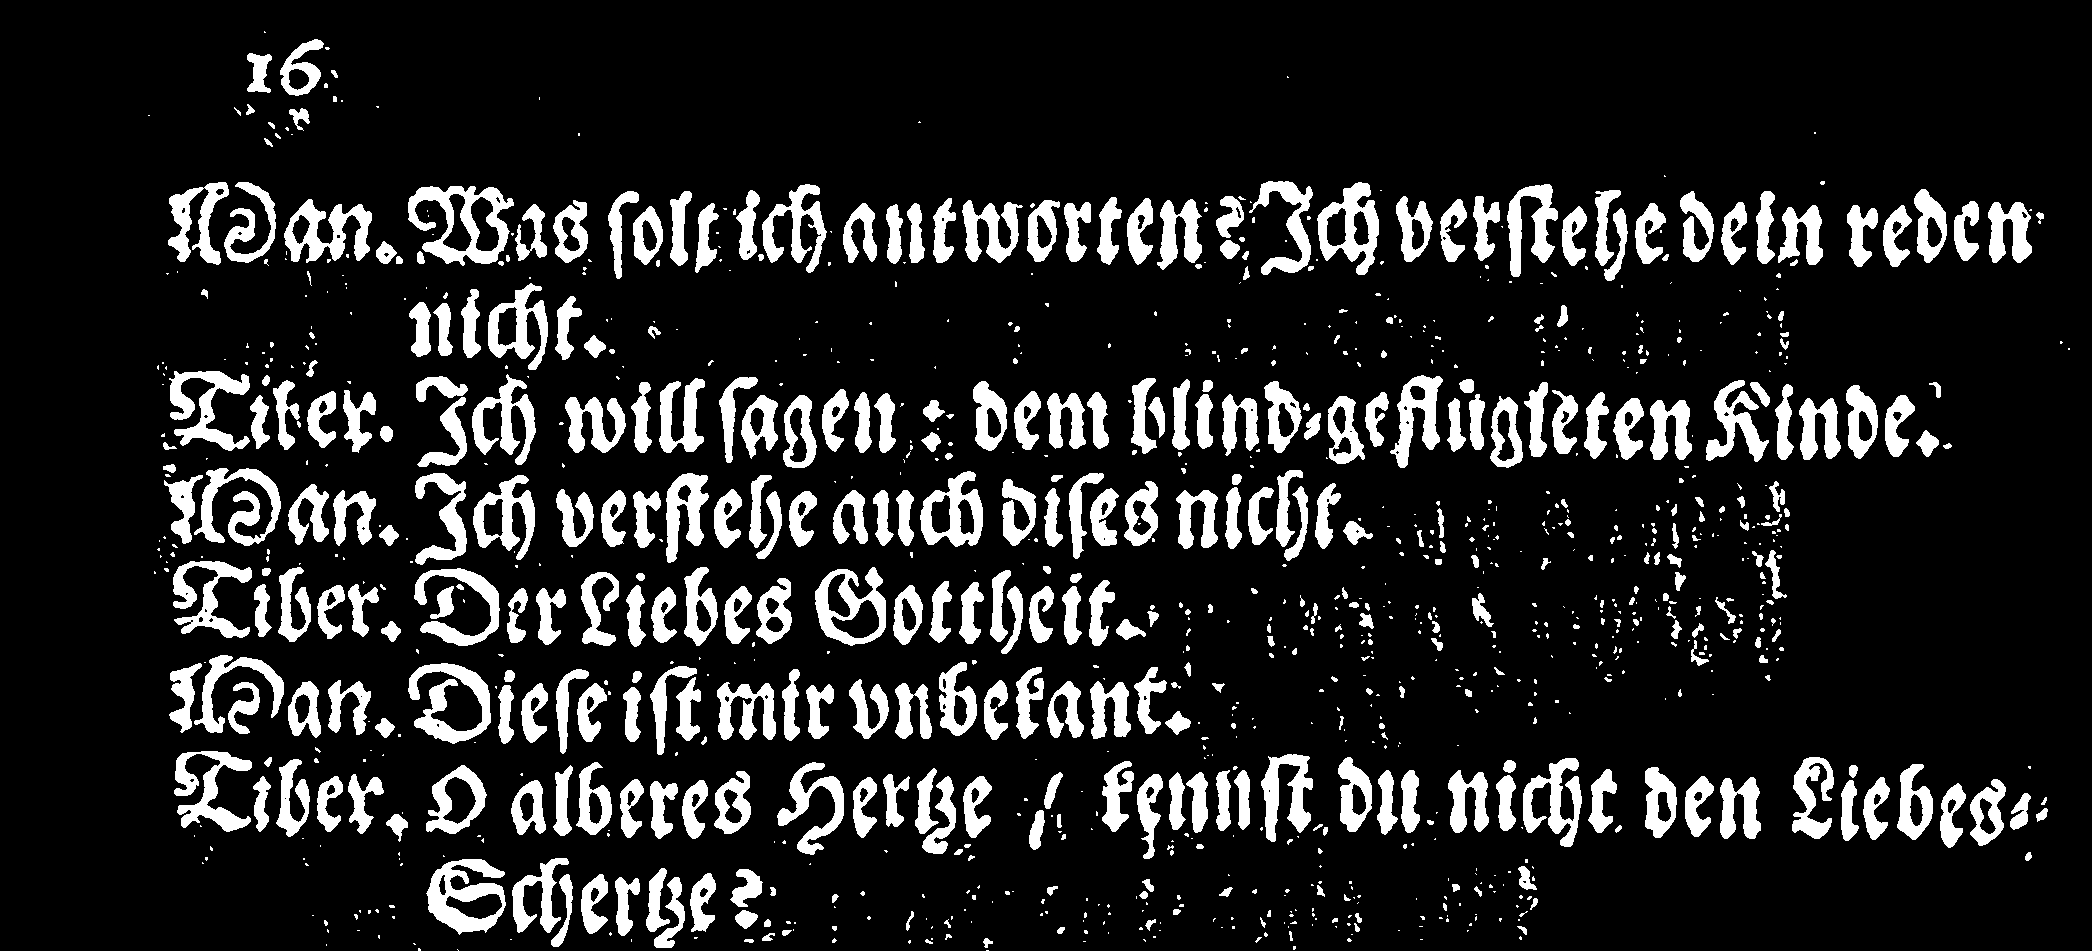 16
Man. Was solt ich antworten? Ich verstehe dein reden
nicht.
Tiber. Ich will sagen: dem blind-geflügleten Kinde.
Man. Ich verstehe auch dises nicht.
Tiber. Der Liebes Gottheit.
Man. Diese ist mir vnbekant.
Tiber. O alberes Hertze / kennst du nicht den Liebes-
Schertze?